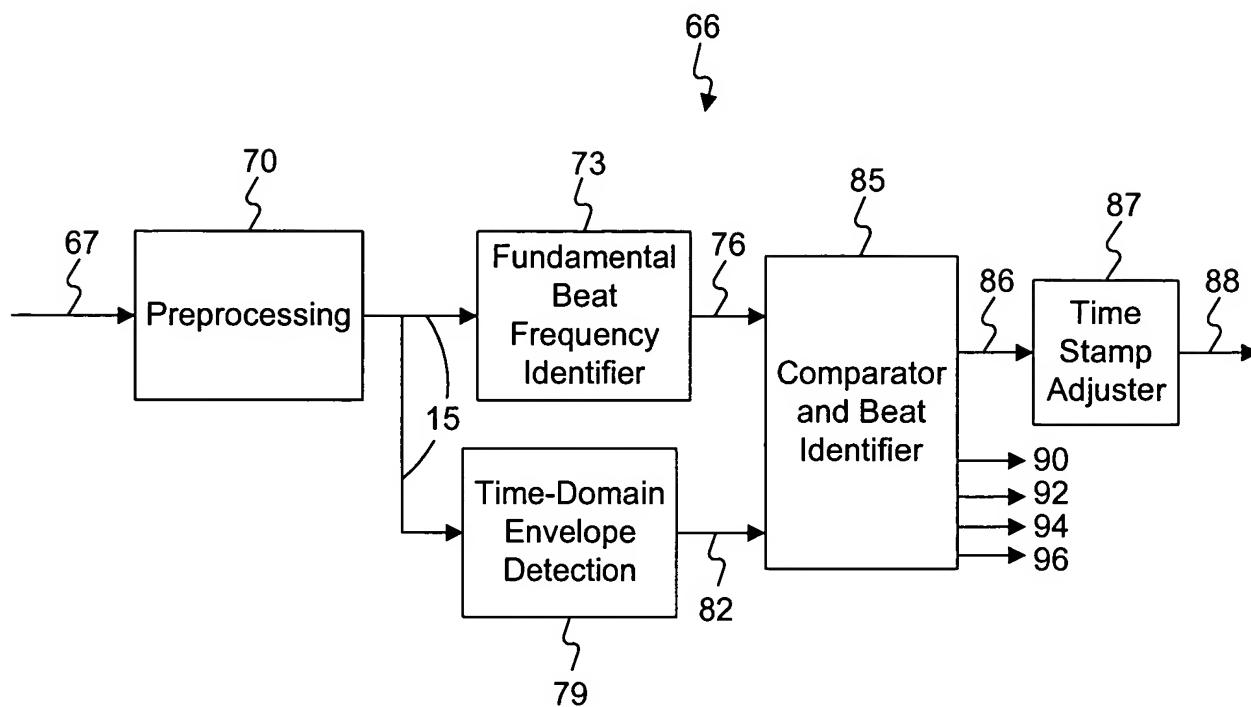 66
70
73
85
87
67
76
86
88
Preprocessing
Fundamental
Beat
Frequency
Identifier
Time
Stamp
Adjuster
Comparator
and Beat
Identifier
15
90
92
94
96
Time-Domain
Envelope
Detection
82
79